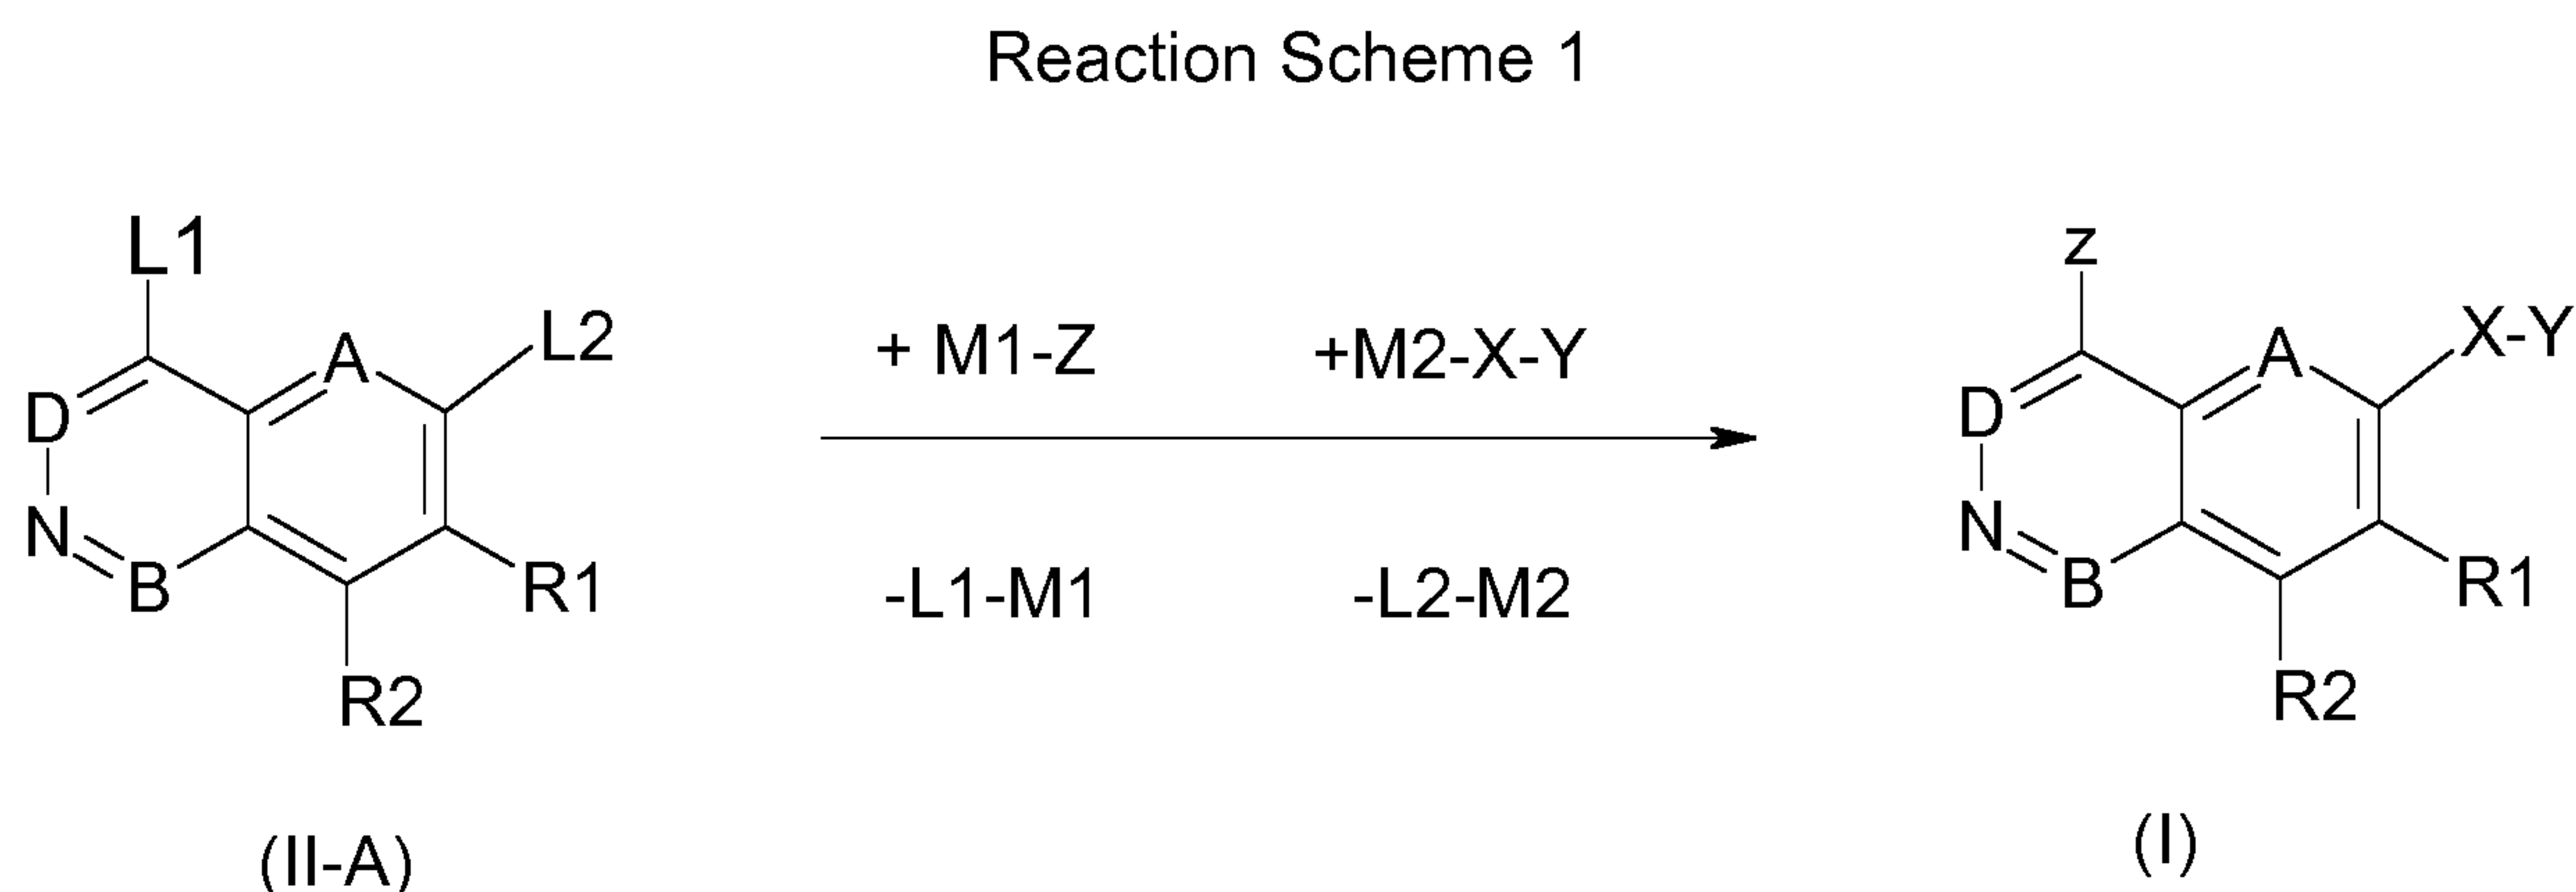 Reaction Scheme 1
L1
L2
A
D
N
B
R1
R2
(II-A)
+ M1-Z +M2-X-Y
-L1-M1 -L2-M2
z
X-Y
A
D
N
B
R1
R2
(I)